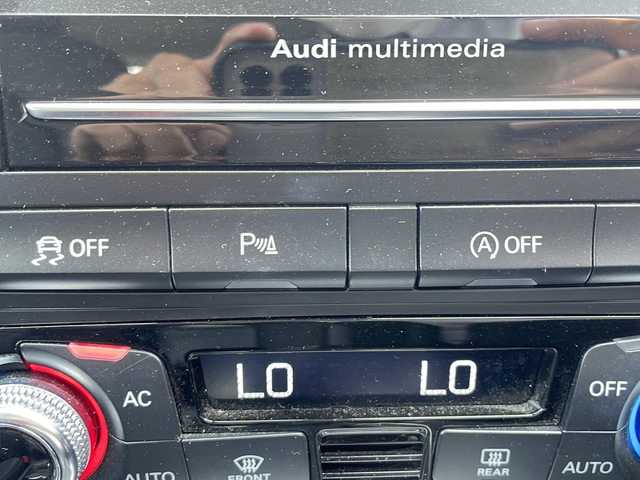 Audi multimedia
OFF P A OFF
LO LO
AC OFF
AUTO FRONT REAR AUTO